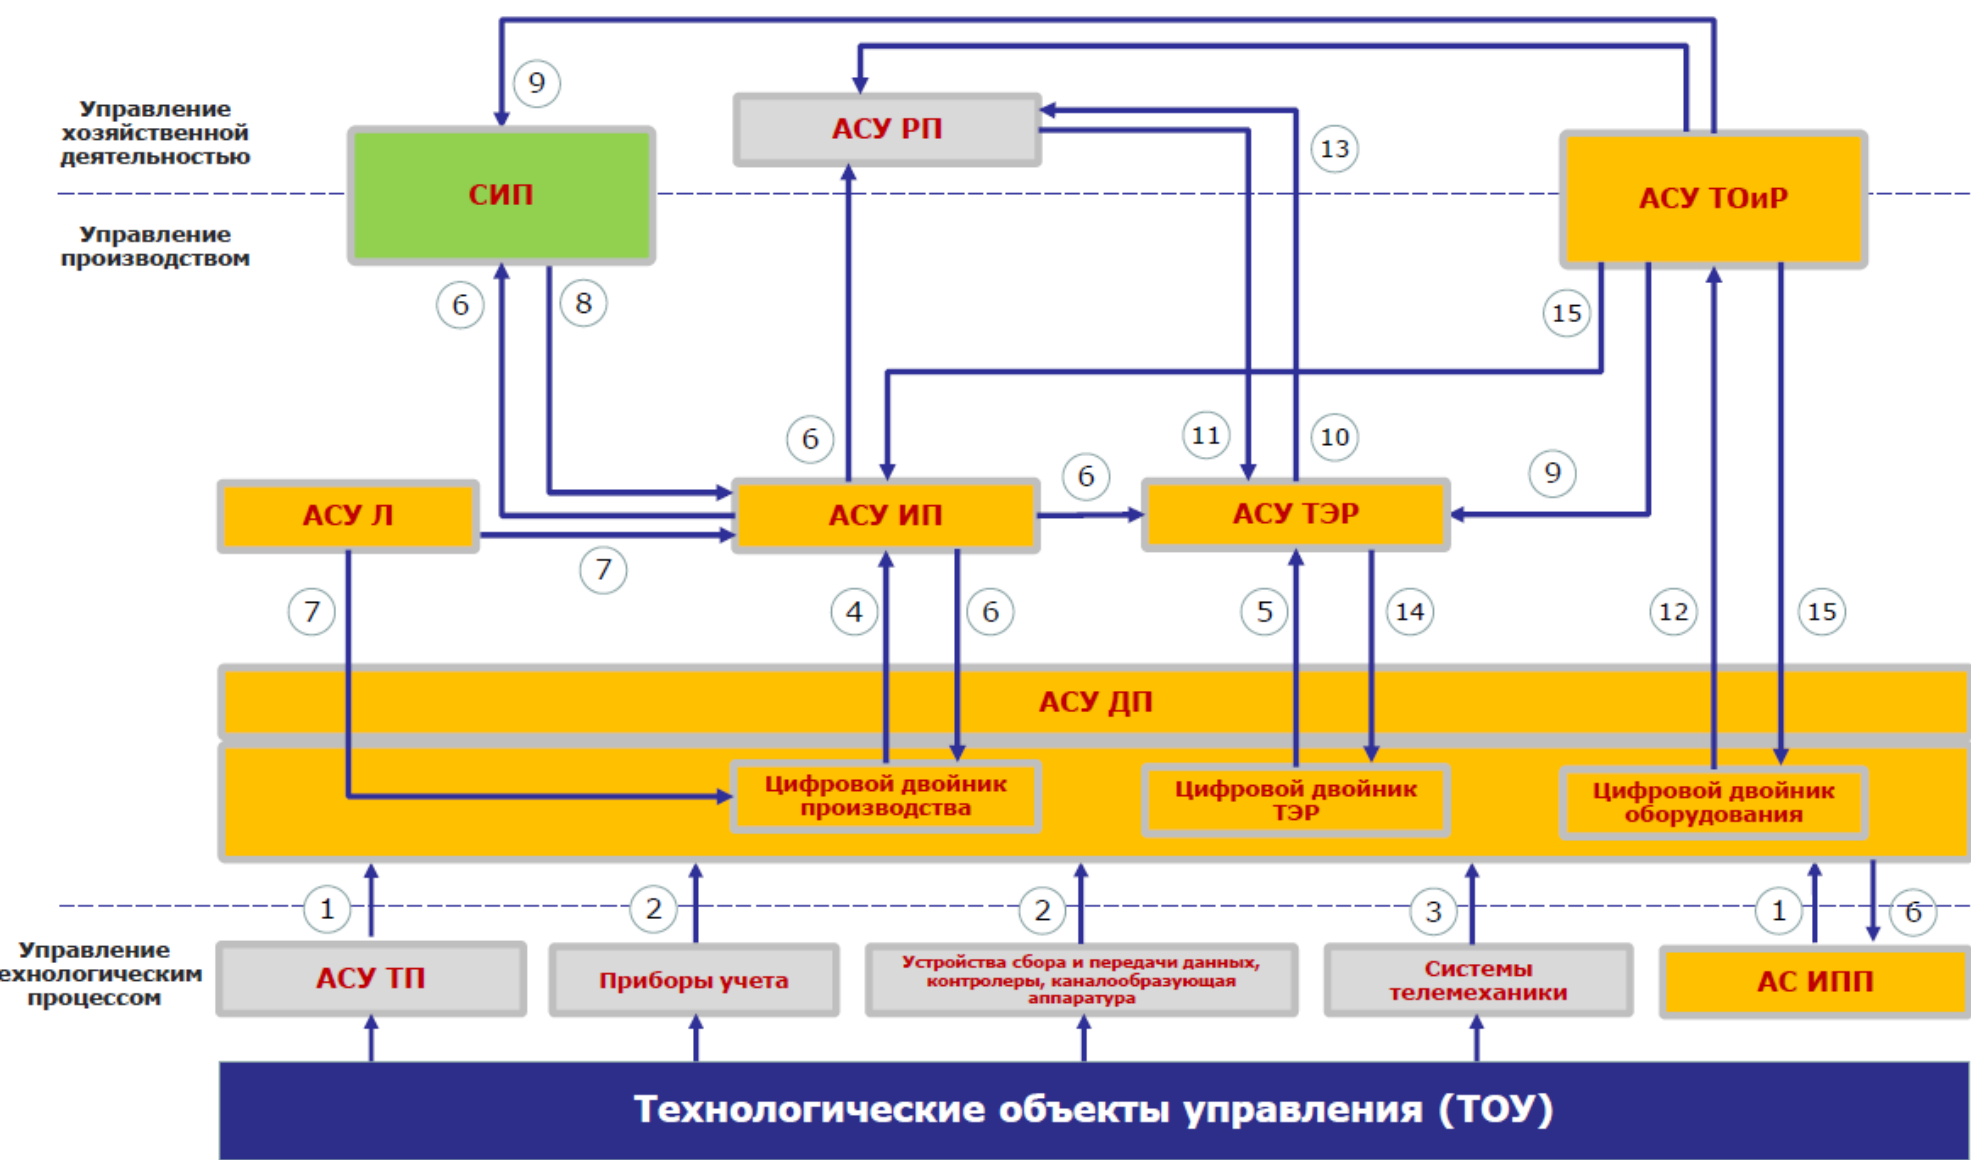 9
Управление
хозяйственной
деятельностью
АСУ РП
13
СИП
АСУ ТОиР
Управление
производством
6
8
15
6
11
10
6
9
АСУ Л
АСУ ИП
АСУ ТЭР
7
7
4
6
5
14
12
15
АСУ ДП
Цифровой двойник
производства
Цифровой двойник
ТЭР
Цифровой двойник
оборудования
1
2
2
3
1
6
Управление
ехнологическим
процессом
АСУ ТП
Приборы учета
Устройства сбора и передачи данных,
контролеры, каналообразующая
аппаратура
Системы
телемеханики
АС ИПП
Технологические объекты управления (ТОУ)